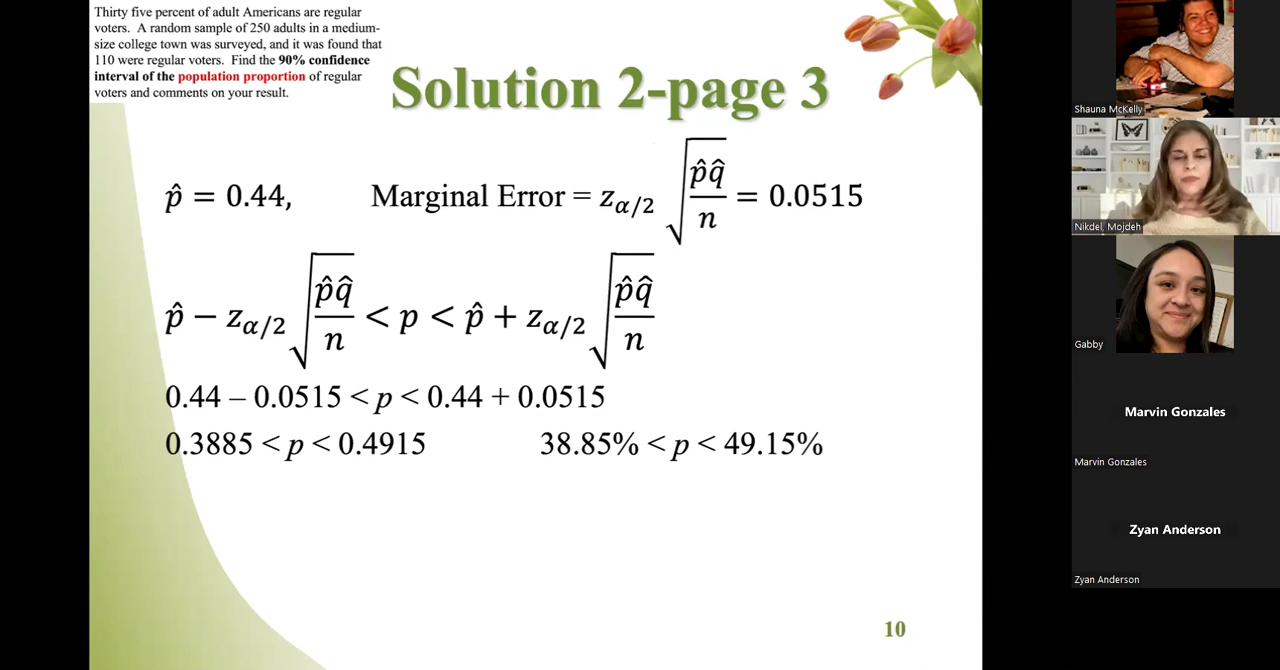 Thirty five percent of adult Americans are regular
voters. A random sample of 250 adults in a medium-
size college town was surveyed, and it was found that
110 were regular voters. Find the 90% confidence
interval of the population proportion of regular
voters and comments on your result.
Solution 2-page 3
p̂ = 0.44, Marginal Error = z_{α/2} √(p̂q̂/n) = 0.0515
p̂ − z_{α/2} √(p̂q̂/n) < p < p̂ + z_{α/2} √(p̂q̂/n)
0.44 – 0.0515 < p < 0.44 + 0.0515
0.3885 < p < 0.4915 38.85% < p < 49.15%
10
Shauna McKelly
Nikdel, Mojdeh
Gabby
Marvin Gonzales
Marvin Gonzales
Zyan Anderson
Zyan Anderson